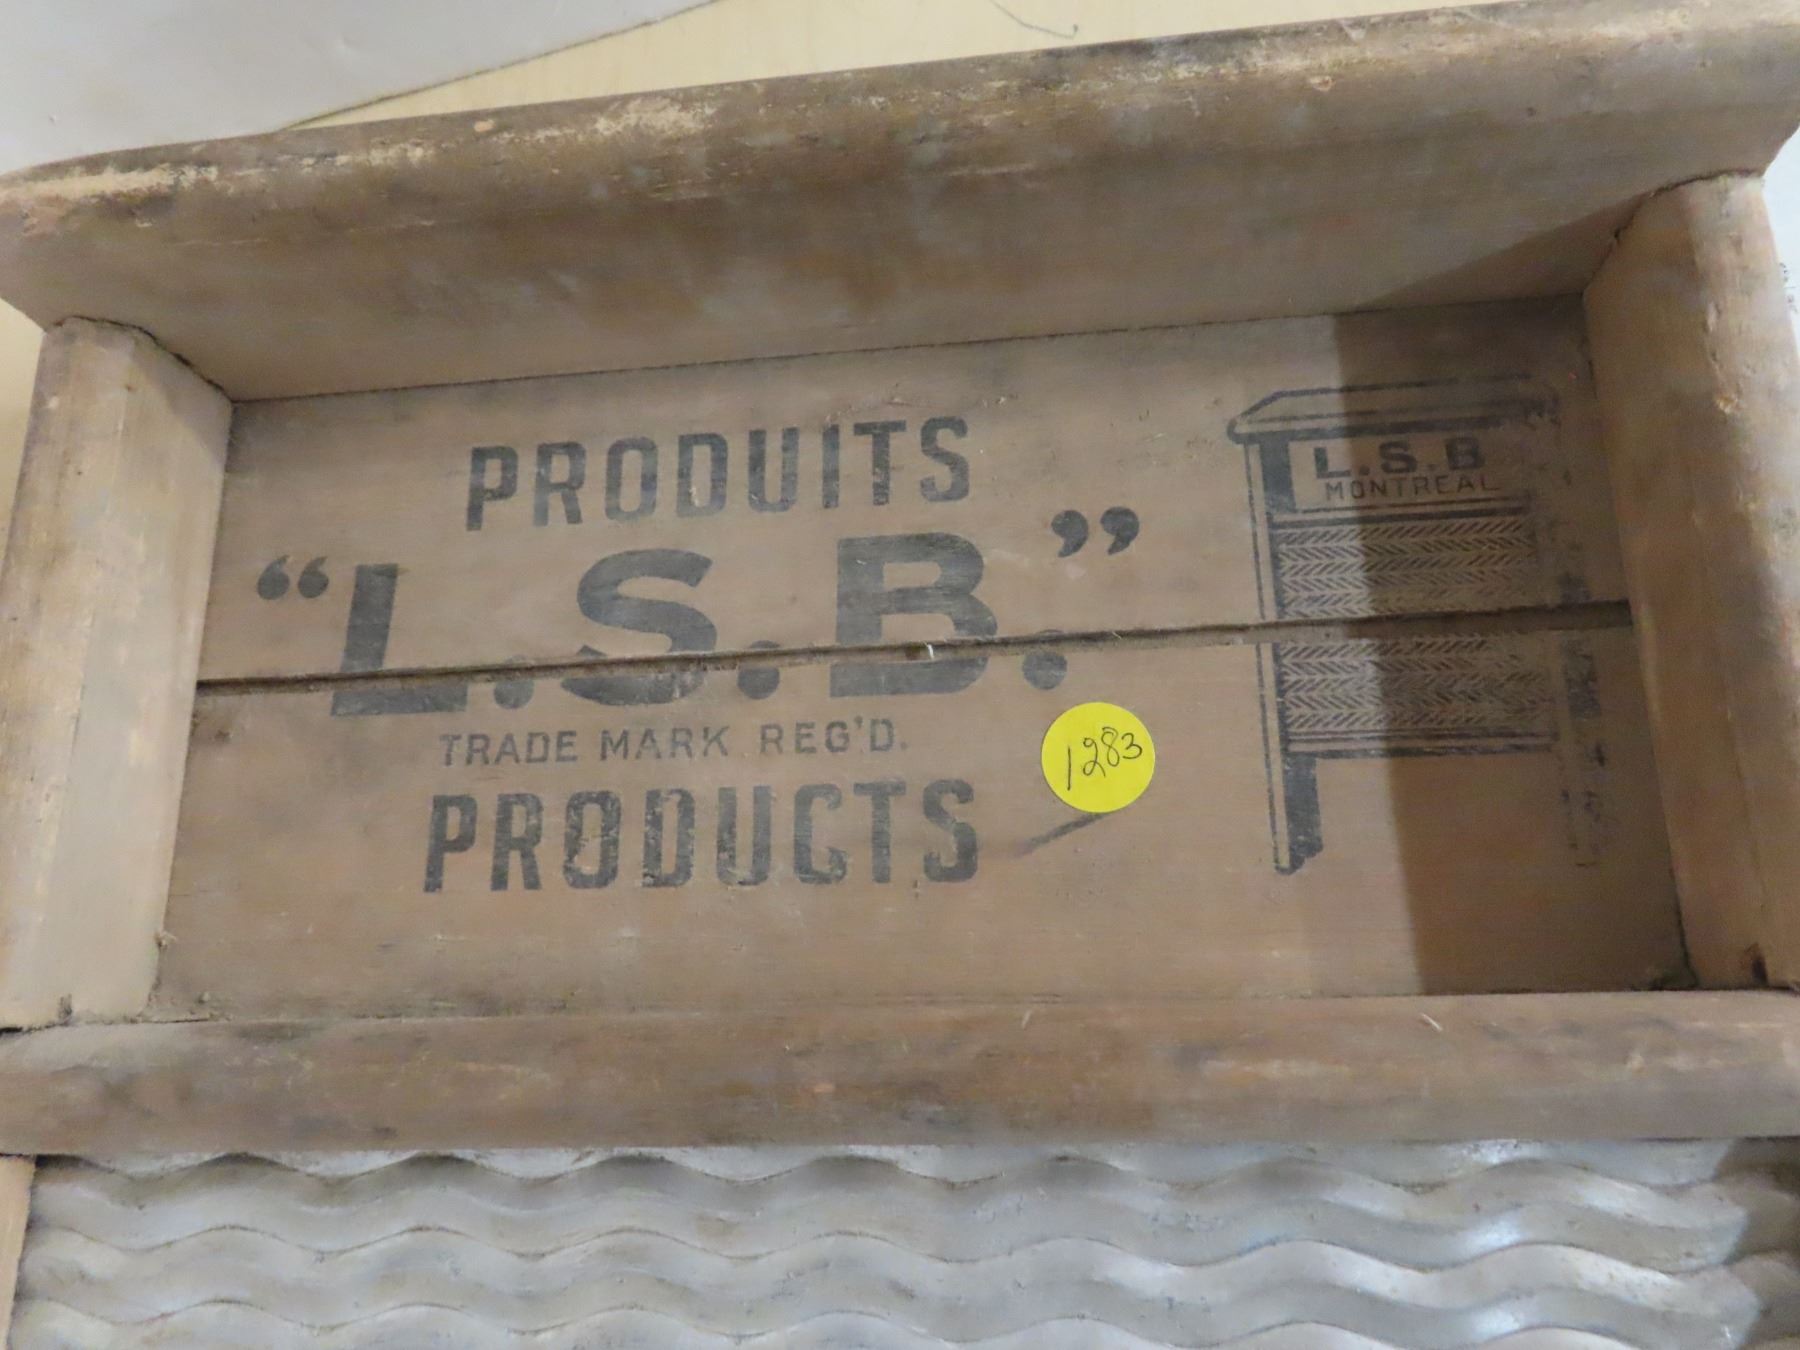 PRODUITS
“L.S.B.”
TRADE MARK REG'D.
PRODUCTS
L.S.B
MONTREAL
1283